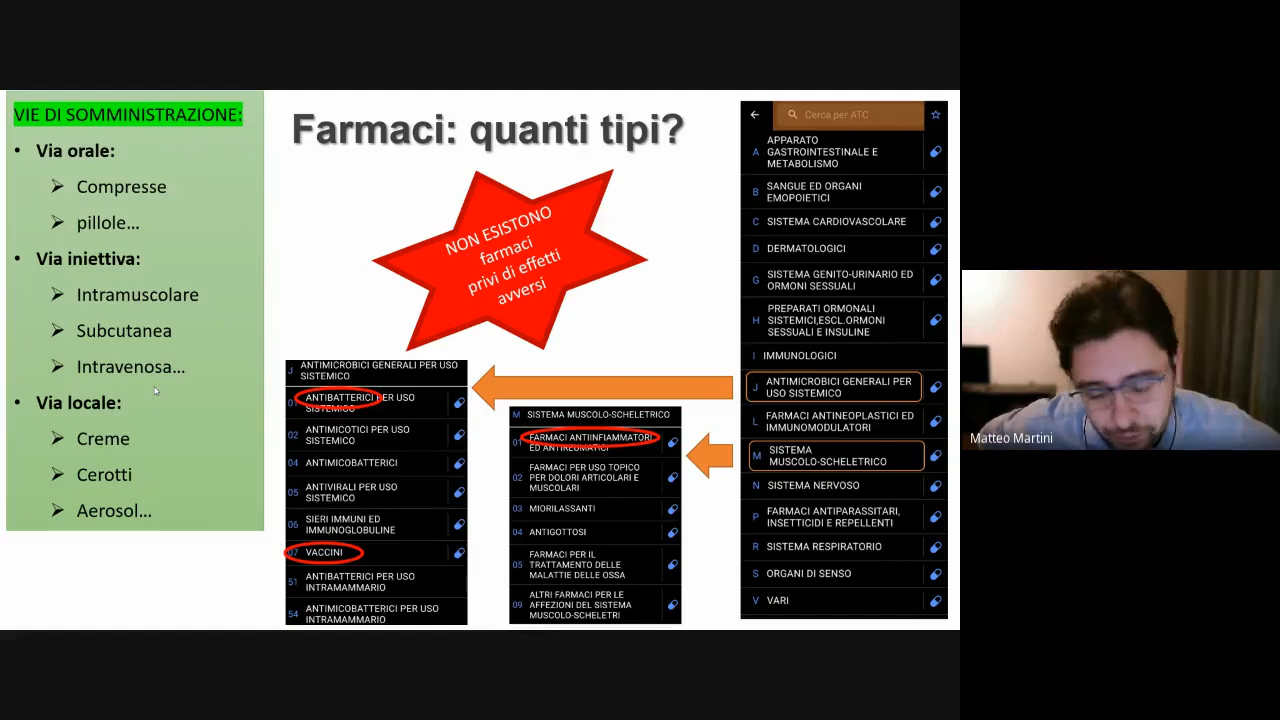 VIE DI SOMMINISTRAZIONE:
• Via orale:
➢ Compresse
➢ pillole…
• Via iniettiva:
➢ Intramuscolare
➢ Subcutanea
➢ Intravenosa…
• Via locale:
➢ Creme
➢ Cerotti
➢ Aerosol…
Farmaci: quanti tipi?
NON ESISTONO
farmaci
privi di effetti
avversi
J ANTIMICROBICI GENERALI PER USO
SISTEMICO
01 ANTIBATTERICI PER USO
SISTEMICO
02 ANTIMICOTICI PER USO
SISTEMICO
04 ANTIMICOBATTERICI
05 ANTIVIRALI PER USO
SISTEMICO
06 SIERI IMMUNI ED
IMMUNOGLOBULINE
07 VACCINI
51 ANTIBATTERICI PER USO
INTRAMAMMARIO
54 ANTIMICOBATTERICI PER USO
INTRAMAMMARIO
M SISTEMA MUSCOLO-SCHELETRICO
01 FARMACI ANTIINFIAMMATORI
ED ANTIREUMATICI
02 FARMACI PER USO TOPICO
PER DOLORI ARTICOLARI E
MUSCOLARI
03 MIORILASSANTI
04 ANTIGOTTOSI
05 FARMACI PER IL
TRATTAMENTO DELLE
MALATTIE DELLE OSSA
09 ALTRI FARMACI PER LE
AFFEZIONI DEL SISTEMA
MUSCOLO-SCHELETRI
Cerca per ATC
A APPARATO
GASTROINTESTINALE E
METABOLISMO
B SANGUE ED ORGANI
EMOPOIETICI
C SISTEMA CARDIOVASCOLARE
D DERMATOLOGICI
G SISTEMA GENITO-URINARIO ED
ORMONI SESSUALI
H PREPARATI ORMONALI
SISTEMICI,ESCL.ORMONI
SESSUALI E INSULINE
I IMMUNOLOGICI
J ANTIMICROBICI GENERALI PER
USO SISTEMICO
L FARMACI ANTINEOPLASTICI ED
IMMUNOMODULATORI
M SISTEMA
MUSCOLO-SCHELETRICO
N SISTEMA NERVOSO
P FARMACI ANTIPARASSITARI,
INSETTICIDI E REPELLENTI
R SISTEMA RESPIRATORIO
S ORGANI DI SENSO
V VARI
Matteo Martini